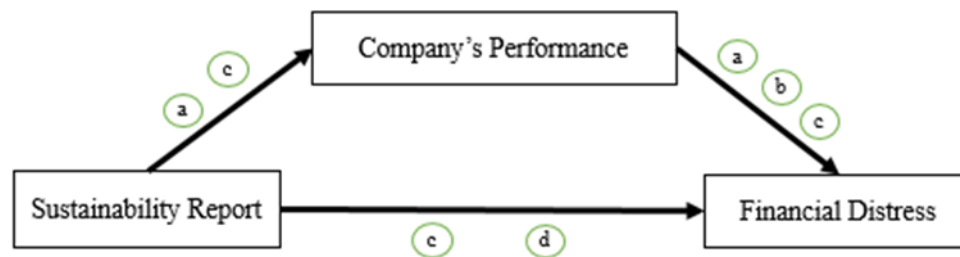 Company's Performance
c
a
a
b
c
Sustainability Report
Financial Distress
c
d